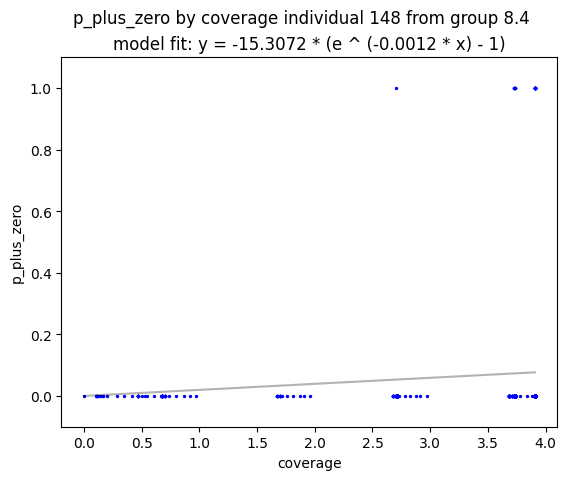 p_plus_zero by coverage individual 148 from group 8.4
model fit: y = -15.3072 * (e ^ (-0.0012 * x) - 1)
1.0
0.8
0.6
0.4
0.2
0.0
p_plus_zero
0.0 0.5 1.0 1.5 2.0 2.5 3.0 3.5 4.0
coverage